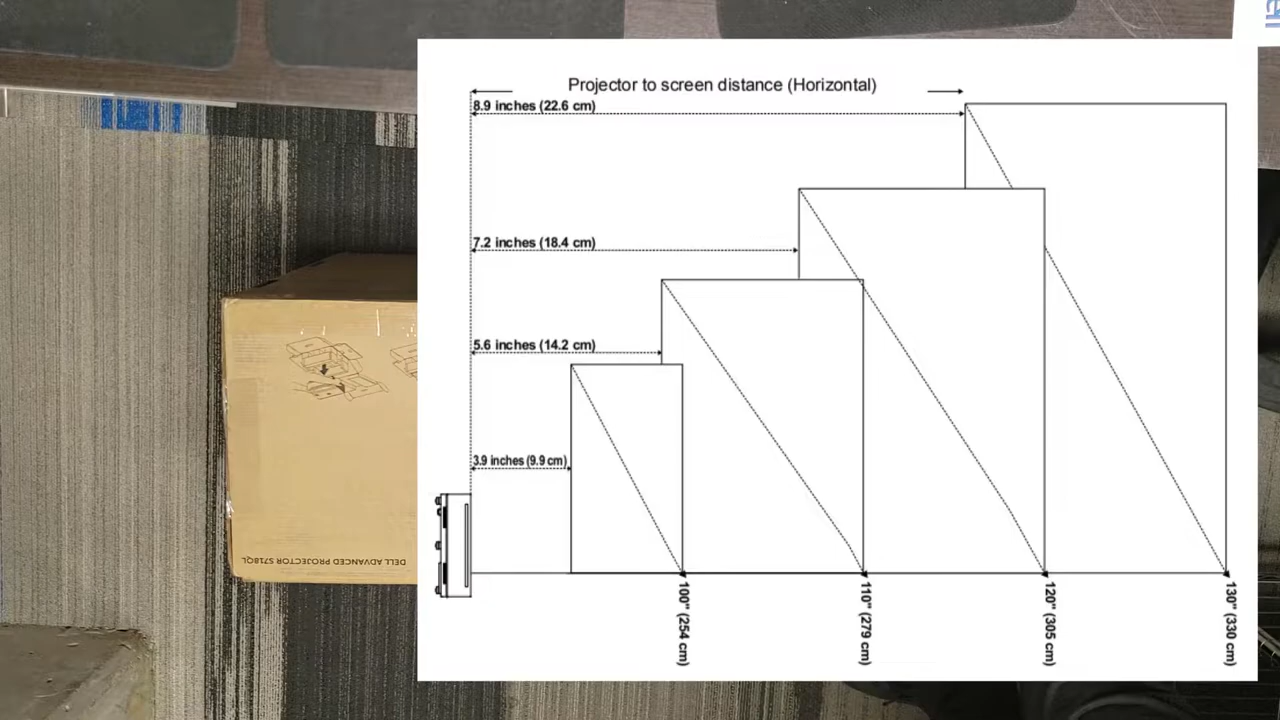 Projector to screen distance (Horizontal)
8.9 inches (22.6 cm)
7.2 inches (18.4 cm)
5.6 inches (14.2 cm)
3.9 inches (9.9 cm)
DELL ADVANCED PROJECTOR S718QL
100" (254 cm)
110" (279 cm)
120" (305 cm)
130" (330 cm)